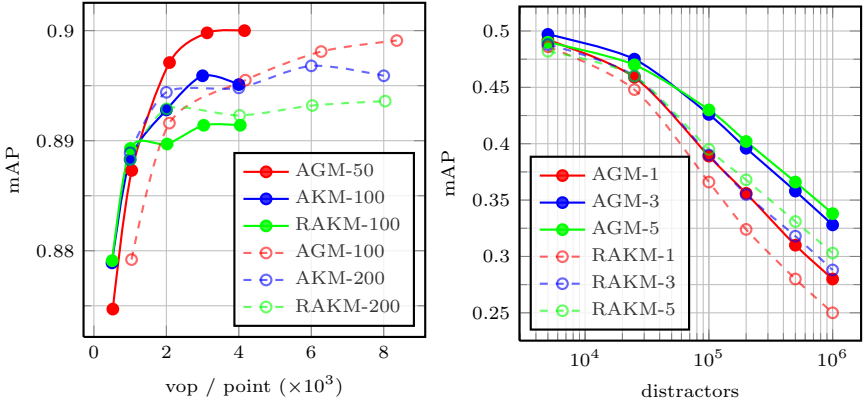 0.9
0.89
0.88
mAP
AGM-50
AKM-100
RAKM-100
AGM-100
AKM-200
RAKM-200
0 2 4 6 8
vop / point (×10³)
0.5
0.45
0.4
0.35
0.3
0.25
mAP
AGM-1
AGM-3
AGM-5
RAKM-1
RAKM-3
RAKM-5
10⁴ 10⁵ 10⁶
distractors